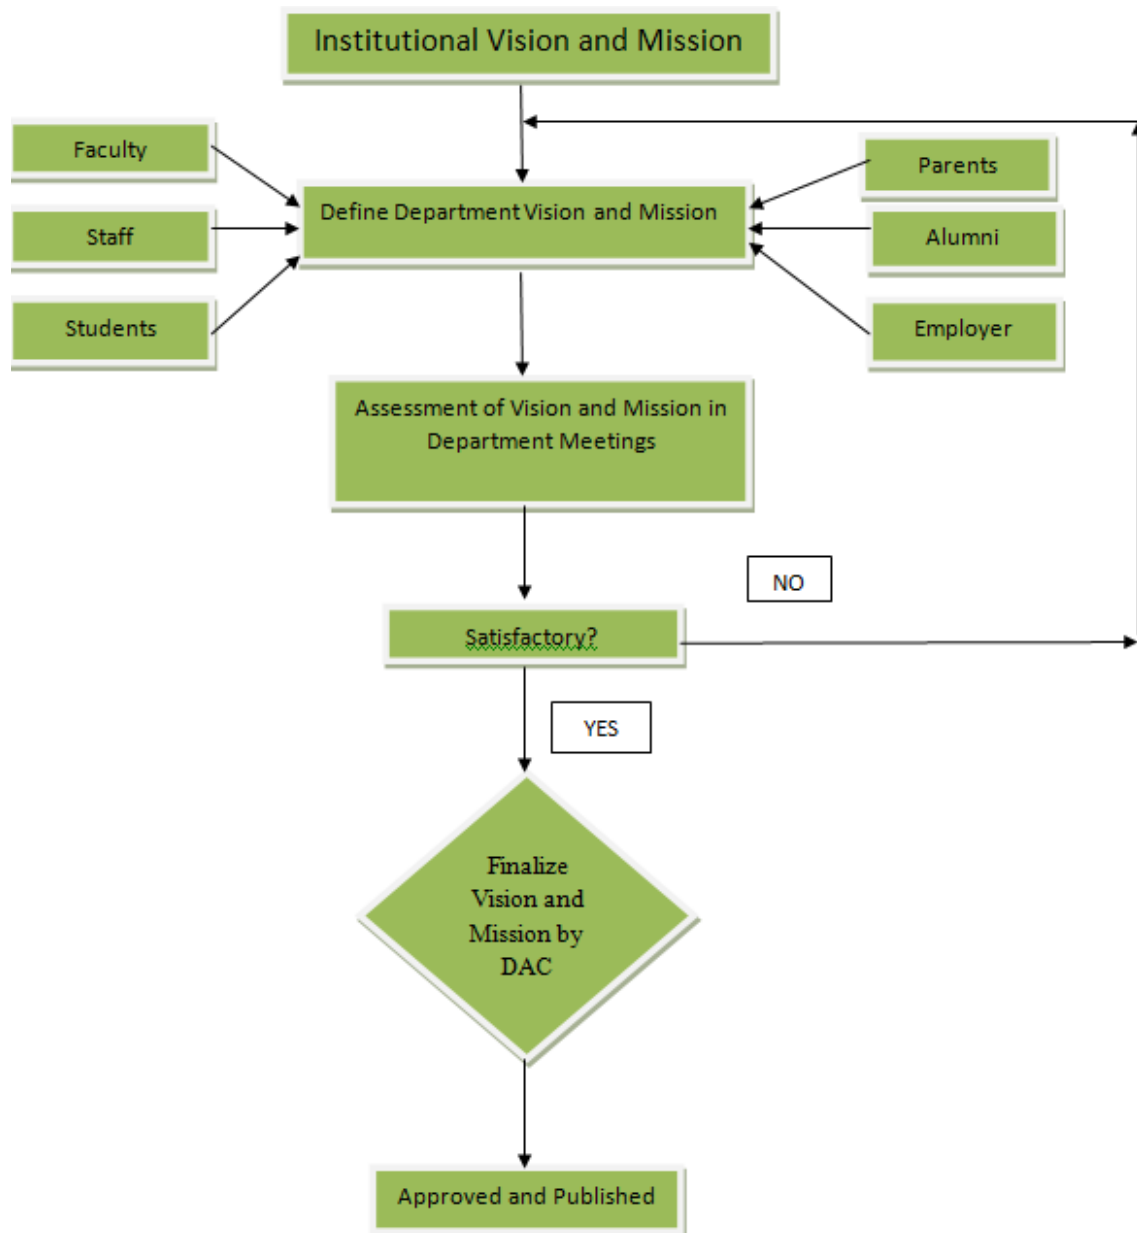 Institutional Vision and Mission
Faculty
Parents
Define Department Vision and Mission
Staff
Alumni
Students
Employer
Assessment of Vision and Mission in
Department Meetings
NO
Satisfactory?
YES
Finalize
Vision and
Mission by
DAC
Approved and Published